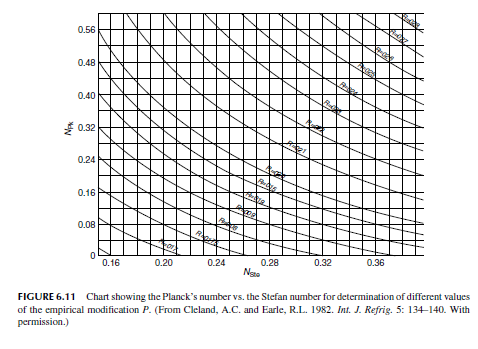 0.56
0.48
0.40
N_Pk
0.32
0.24
0.16
0.08
0
0.16
0.20
0.24
0.28
0.32
0.36
N_Ste
FIGURE 6.11 Chart showing the Planck's number vs. the Stefan number for determination of different values
of the empirical modification P. (From Cleland, A.C. and Earle, R.L. 1982. Int. J. Refrig. 5: 134–140. With
permission.)